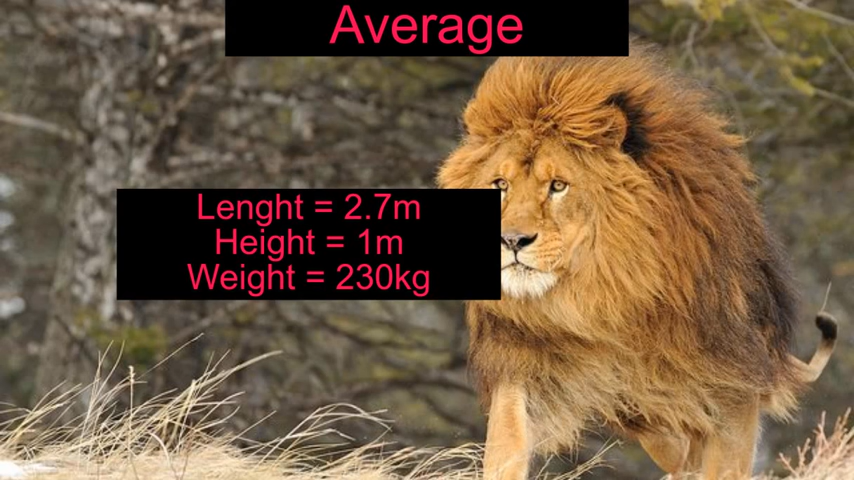 Average
Lenght = 2.7m
Height = 1m
Weight = 230kg